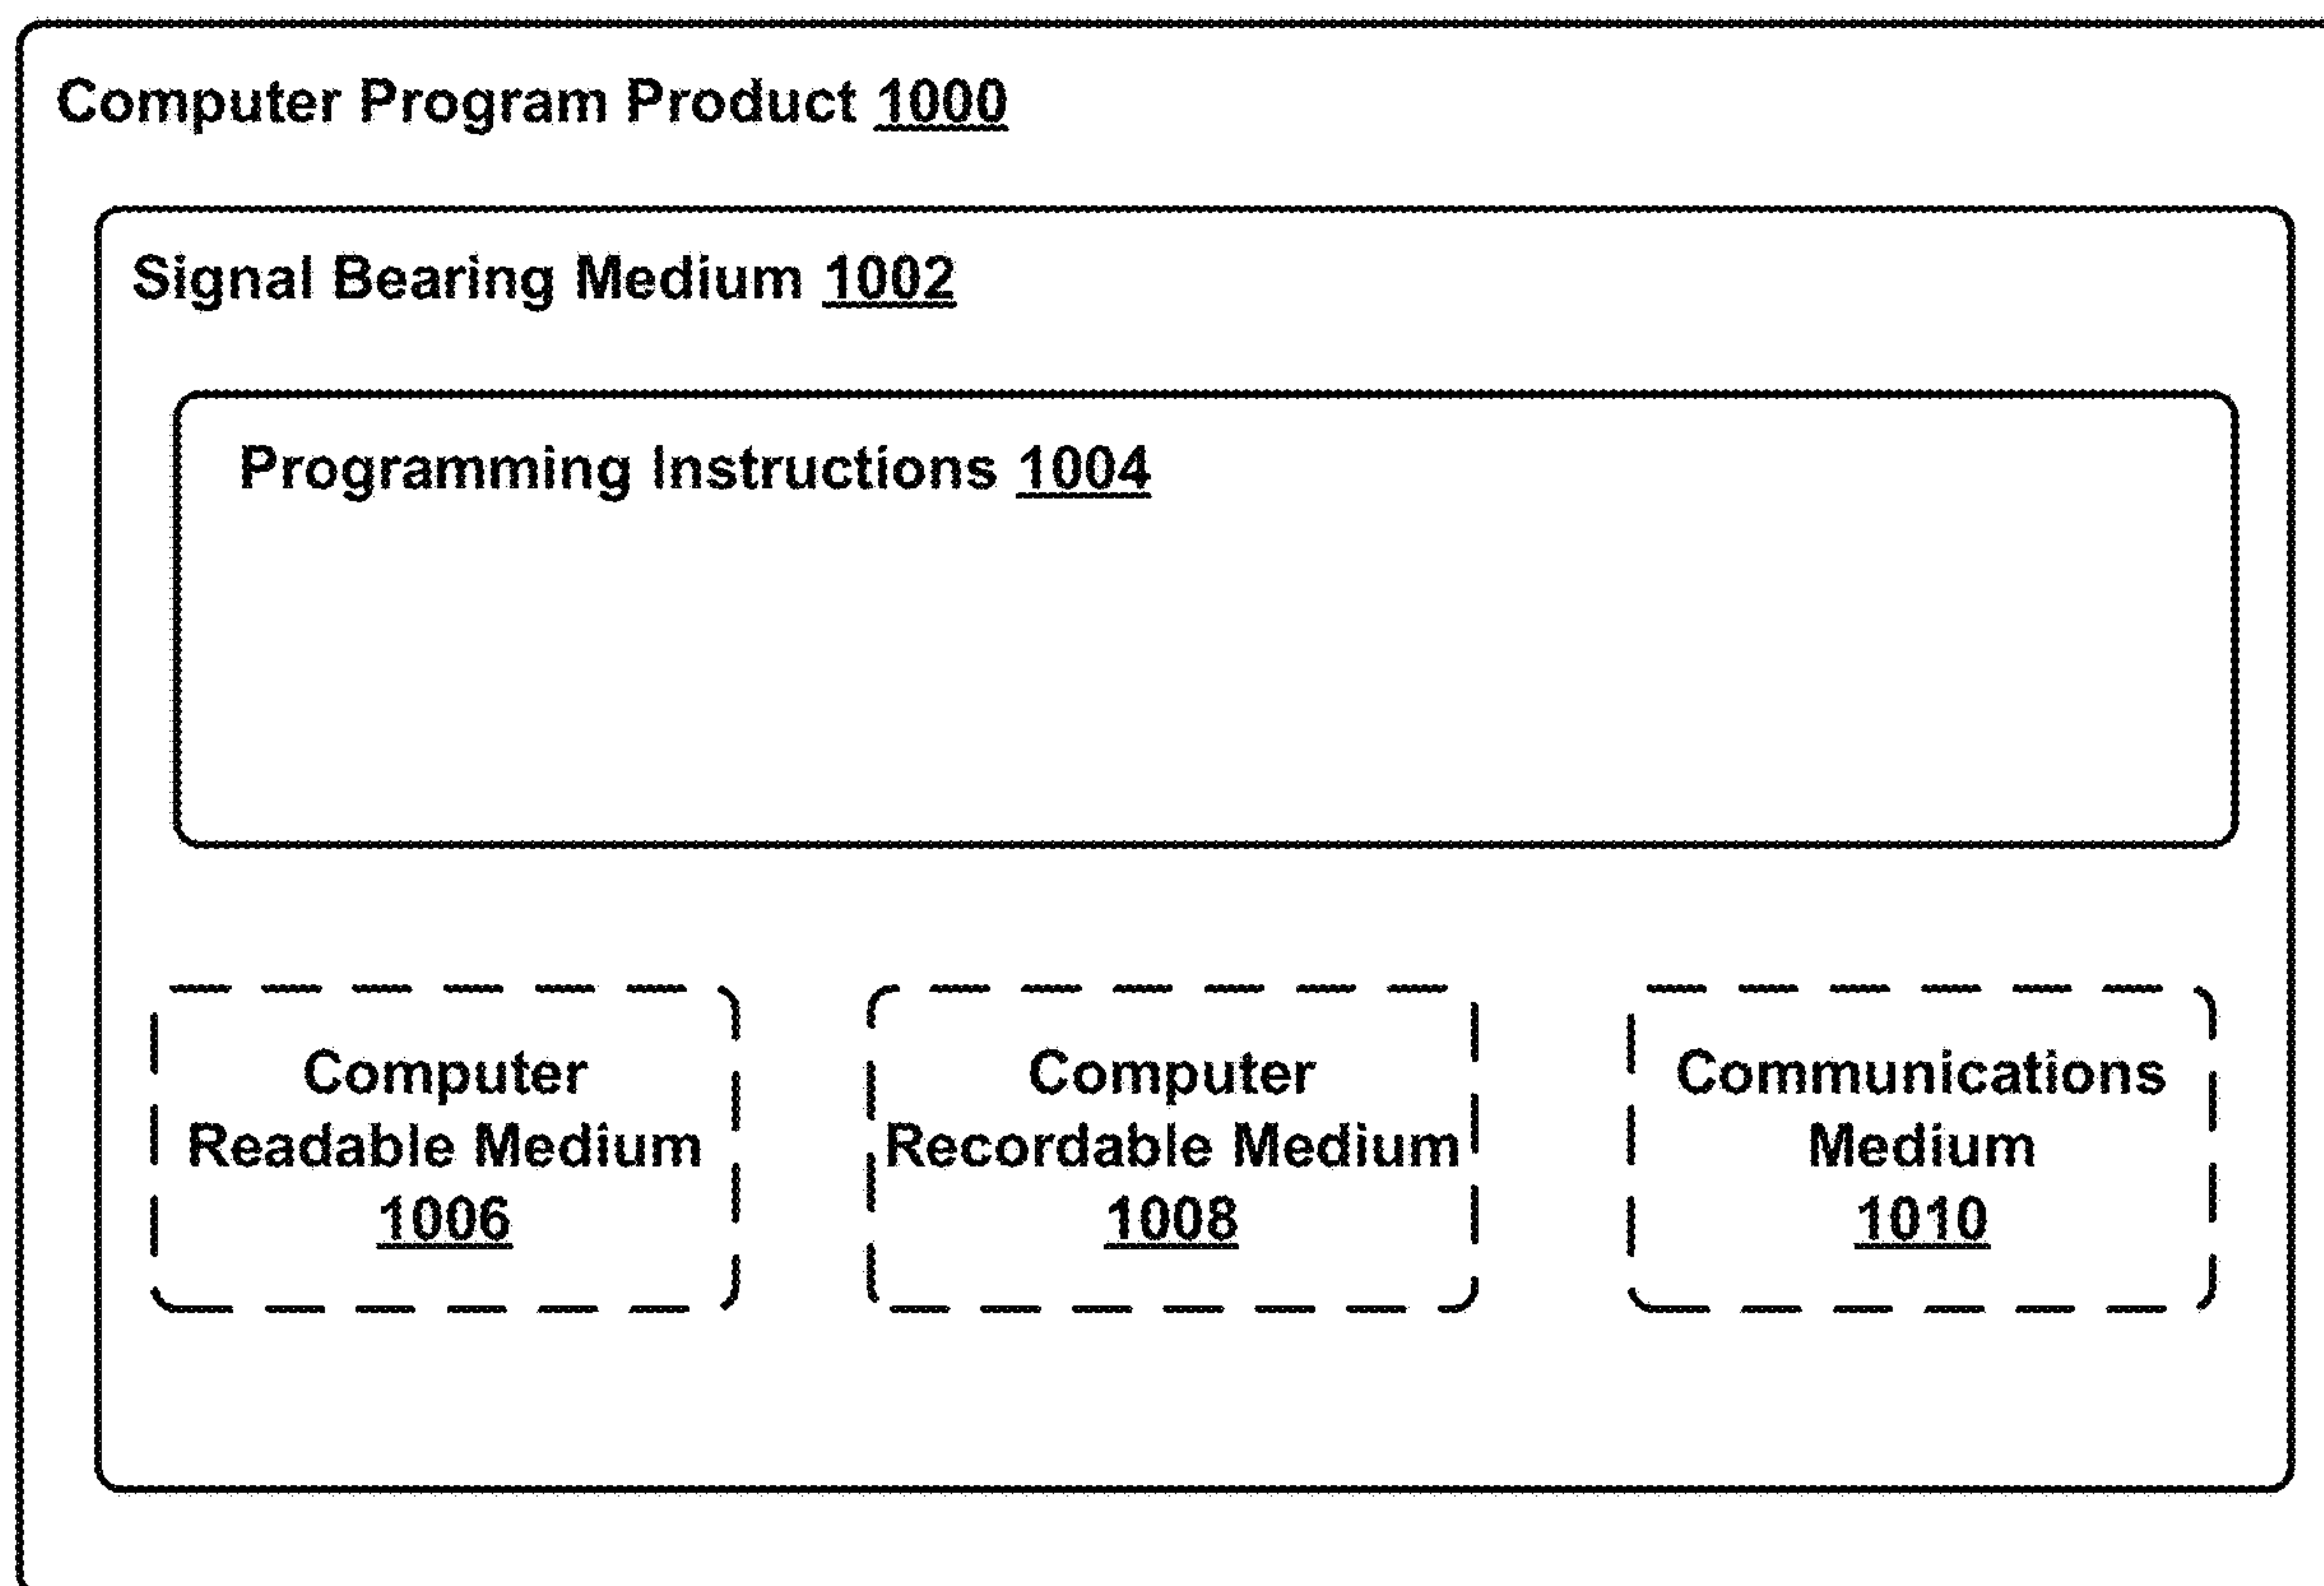 Computer Program Product 1000
Signal Bearing Medium 1002
Programming Instructions 1004
Computer
Readable Medium
1006
Computer
Recordable Medium
1008
Communications
Medium
1010